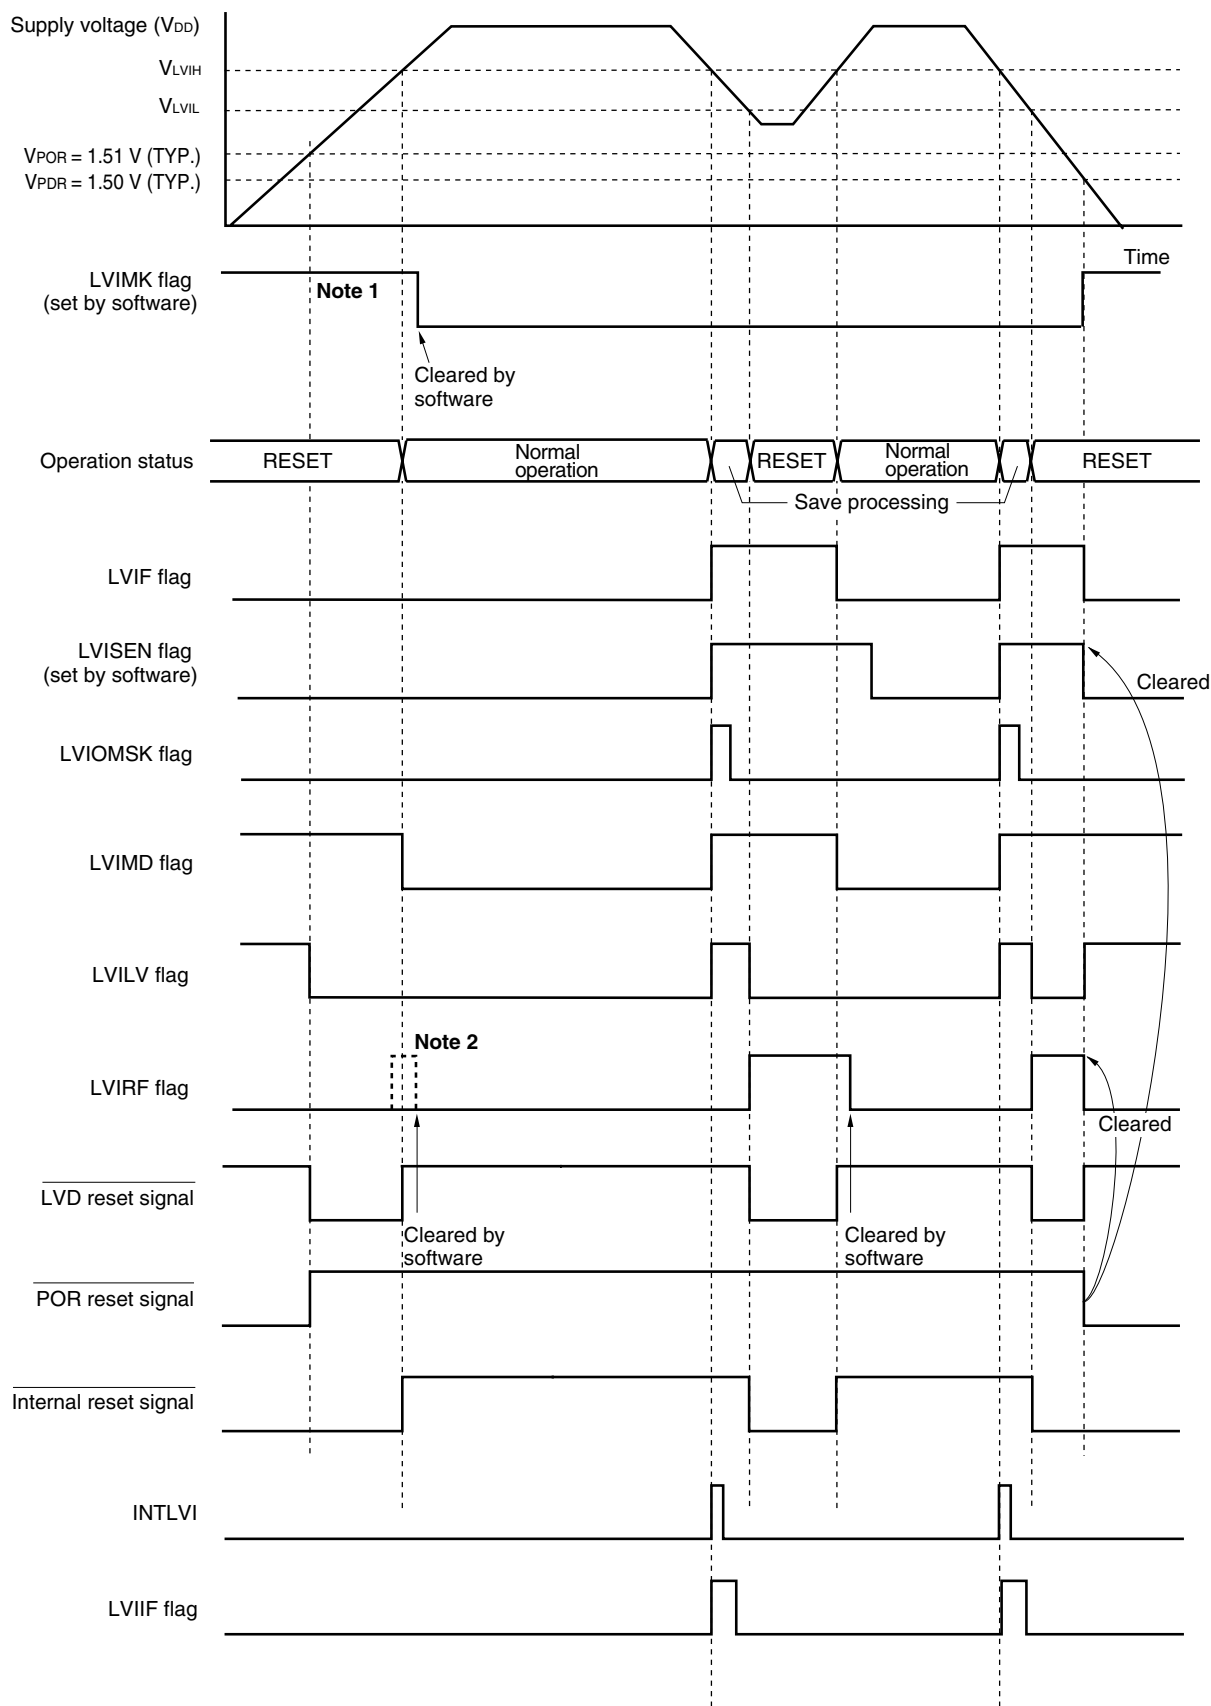 Supply voltage (VDD)
VLVIH
VLVIL
VPOR = 1.51 V (TYP.)
VPDR = 1.50 V (TYP.)
Time
LVIMK flag
(set by software)
Note 1
Cleared by
software
Operation status
RESET
Normal
operation
RESET
Normal
operation
RESET
Save processing
LVIF flag
LVISEN flag
(set by software)
Cleared
LVIOMSK flag
LVIMD flag
LVILV flag
Note 2
LVIRF flag
Cleared
LVD reset signal
Cleared by
software
Cleared by
software
POR reset signal
Internal reset signal
INTLVI
LVIIF flag